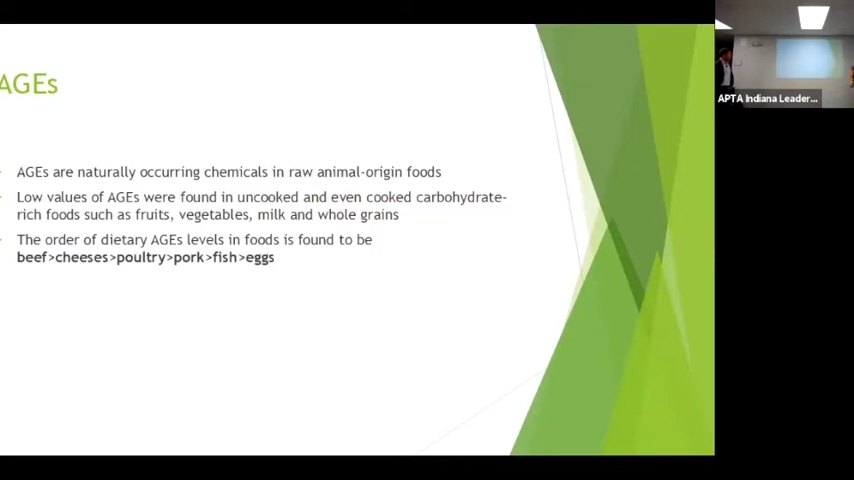 AGEs
AGEs are naturally occurring chemicals in raw animal-origin foods
Low values of AGEs were found in uncooked and even cooked carbohydrate-
rich foods such as fruits, vegetables, milk and whole grains
The order of dietary AGEs levels in foods is found to be
beef>cheeses>poultry>pork>fish>eggs
APTA Indiana Leader...